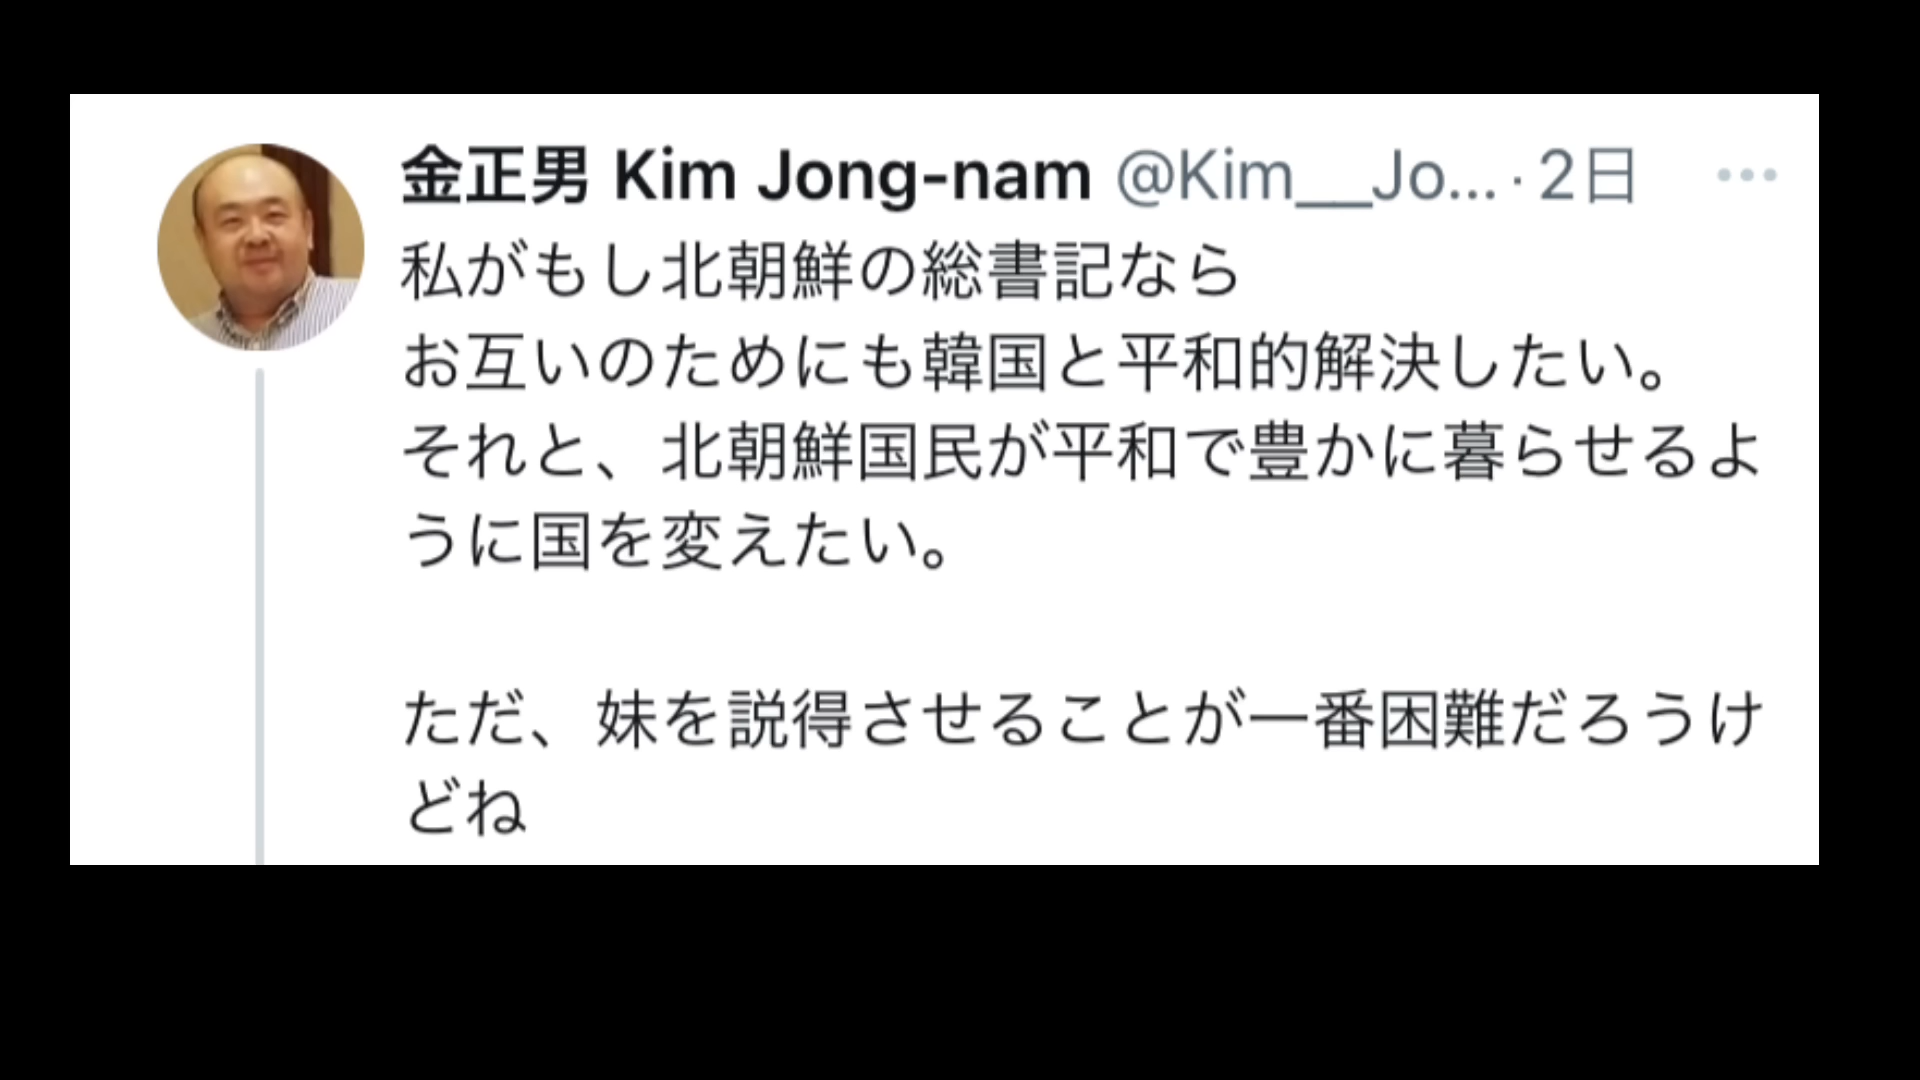 金正男 Kim Jong-nam @Kim__Jo... · 2日
私がもし北朝鮮の総書記なら
お互いのためにも韓国と平和的解決したい。
それと、北朝鮮国民が平和で豊かに暮らせるよ
うに国を変えたい。
ただ、妹を説得させることが一番困難だろうけ
どね